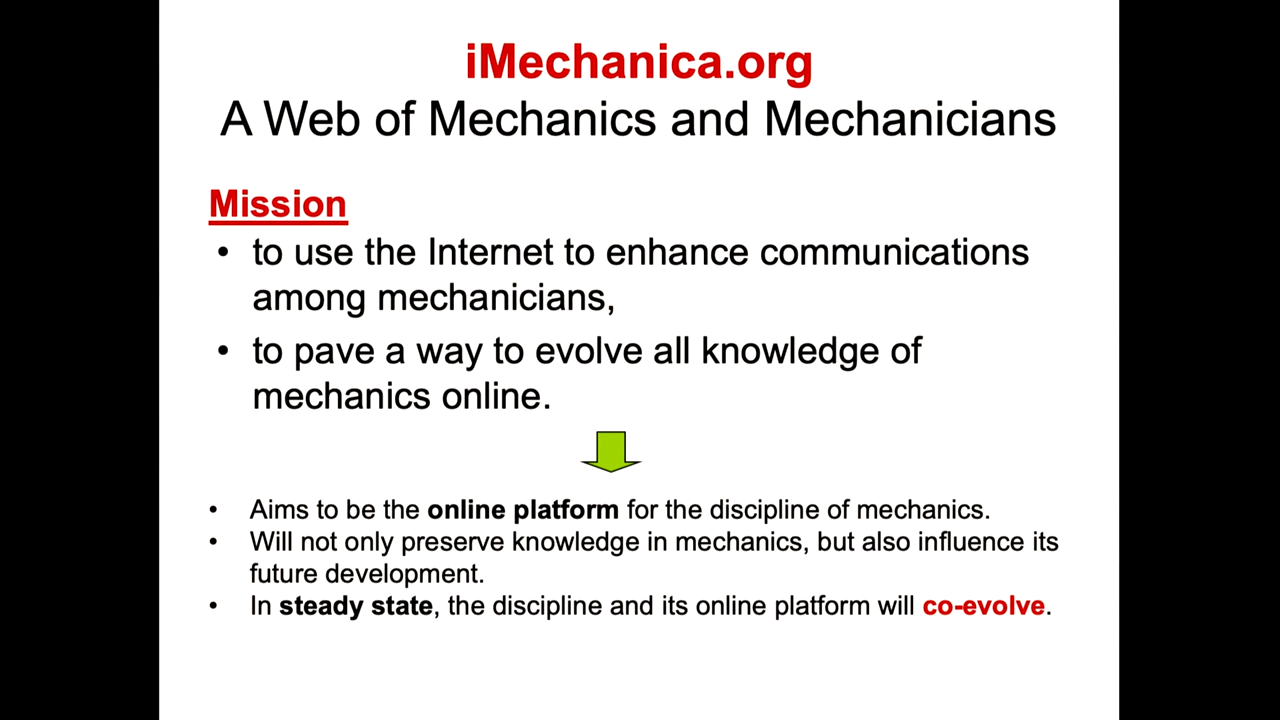 iMechanica.org
A Web of Mechanics and Mechanicians
Mission
• to use the Internet to enhance communications
among mechanicians,
• to pave a way to evolve all knowledge of
mechanics online.
• Aims to be the online platform for the discipline of mechanics.
• Will not only preserve knowledge in mechanics, but also influence its
future development.
• In steady state, the discipline and its online platform will co-evolve.